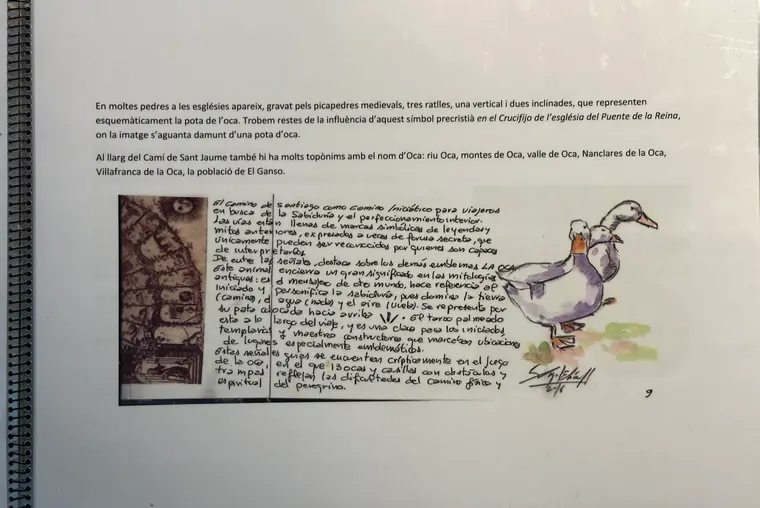 En moltes pedres a les esglésies apareix, gravat pels picapedres medievals, tres ratlles, una vertical i dues inclinades, que representen
esquemàticament la pota de l'oca. Trobem restes de la influència d'aquest símbol precristià en el Crucifijo de l'església del Puente de la Reina,
on la imatge s'aguanta damunt d'una pota d'oca.
Al llarg del Camí de Sant Jaume també hi ha molts topònims amb el nom d'Oca: riu Oca, montes de Oca, valle de Oca, Nanclares de la Oca,
Villafranca de la Oca, la població de El Ganso.
El Camino de Santiago como Camino Iniciático para viajeros
en busca de la Sabiduría y el perfeccionamiento interior.
Las vías están llenas de marcas simbólicas de leyendas y
mitos anteriores, expresados a veces de forma secreta, que
únicamente pueden ser reconocidos por quienes son capaces
de interpretarlos
De entre las señales, destaca sobre los demás emblemas LA OCA
Este animal encierra un gran significado en las mitologías
antiguas: es el mensajero de otro mundo, hace referencia al
iniciado y personifica la sabiduría, pues domina la tierra
(camina), el agua (nada) y el aire (vuela). Se representa por
su pata colocada hacia arriba. El tarso palmeado
esta a lo largo del viaje, y es una clave para los iniciados
templarios y maestros constructores que marcaban ubicaciones
de lugares especialmente emblemáticos.
Estas señales guías se encuentran crípticamente en el Juego
de la oca, en el que 13 ocas y casillas con obstáculos y
trampas reflejan las dificultades del camino físico y
espiritual del peregrino.
9